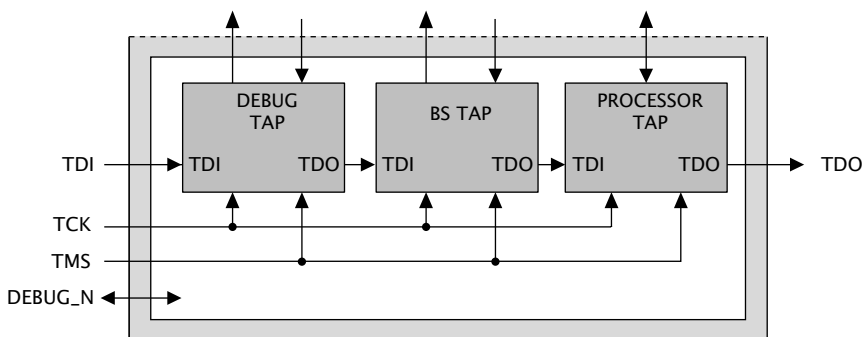 DEBUG
TAP
BS TAP
PROCESSOR
TAP
TDI
TDI
TDO
TDI
TDO
TDI
TDO
TDO
TCK
TMS
DEBUG_N